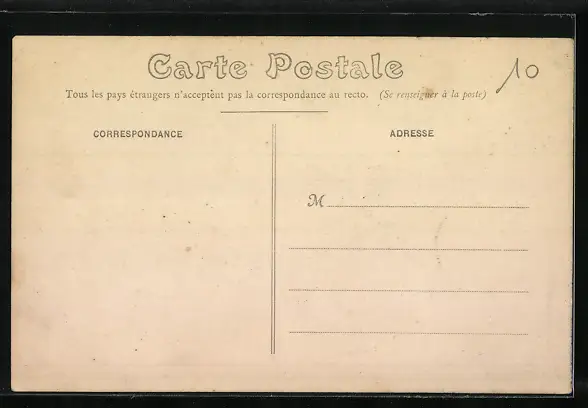 Carte Postale
10
Tous les pays étrangers n'acceptent pas la correspondance au recto. (Se renseigner à la poste)
CORRESPONDANCE
ADRESSE
M